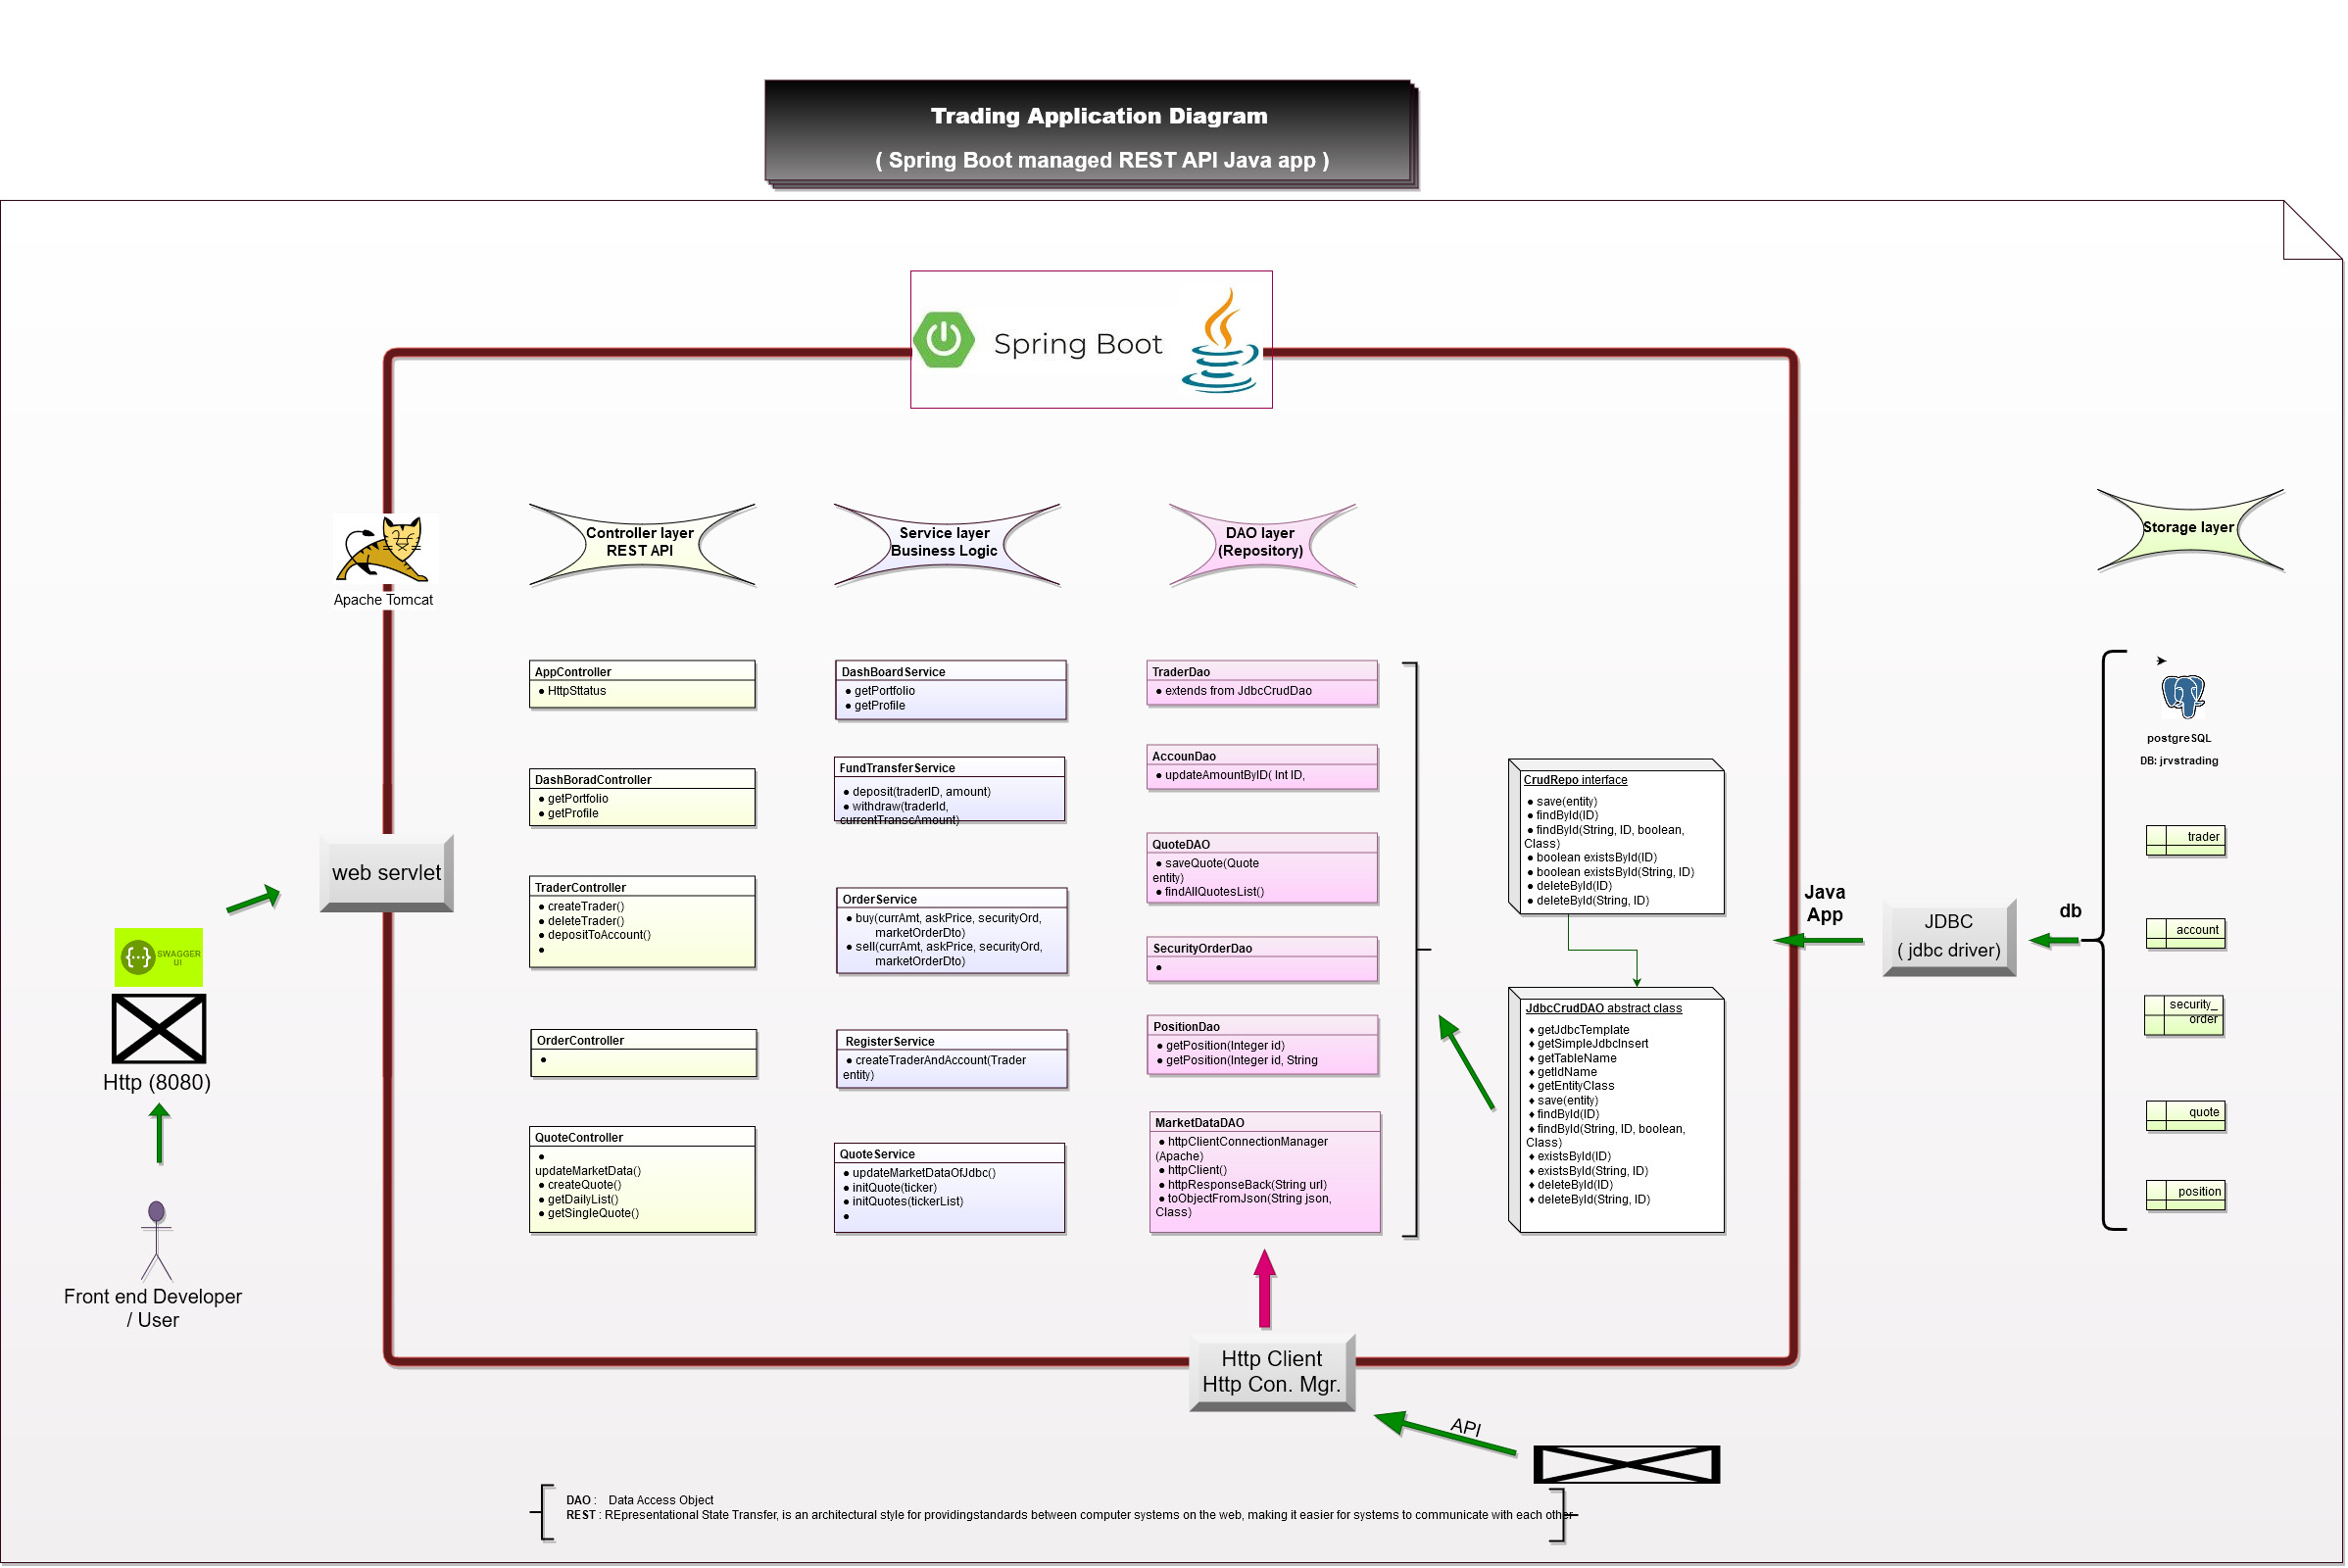 Trading Application Diagram
( Spring Boot managed REST API Java app )
Spring Boot
Apache Tomcat
Controller layer
REST API
Service layer
Business Logic
DAO layer
(Repository)
Storage layer
AppController
● HttpSttatus
DashBoradController
● getPortfolio
● getProfile
TraderController
● createTrader()
● deleteTrader()
● depositToAccount()
●
OrderController
●
QuoteController
●
updateMarketData()
● createQuote()
● getDailyList()
● getSingleQuote()
DashBoardService
● getPortfolio
● getProfile
FundTransferService
● deposit(traderID, amount)
● withdraw(traderId,
currentTranscAmount)
OrderService
● buy(currAmt, askPrice, securityOrd,
marketOrderDto)
● sell(currAmt, askPrice, securityOrd,
marketOrderDto)
RegisterService
● createTraderAndAccount(Trader
entity)
QuoteService
● updateMarketDataOfJdbc()
● initQuote(ticker)
● initQuotes(tickerList)
●
TraderDao
● extends from JdbcCrudDao
AccounDao
● updateAmountByID( Int ID,
QuoteDAO
● saveQuote(Quote
entity)
● findAllQuotesList()
SecurityOrderDao
●
PositionDao
● getPosition(Integer id)
● getPosition(Integer id, String
MarketDataDAO
● httpClientConnectionManager
(Apache)
● httpClient()
● httpResponseBack(String url)
● toObjectFromJson(String json,
Class)
CrudRepo interface
● save(entity)
● findById(ID)
● findById(String, ID, boolean,
Class)
● boolean existsById(ID)
● boolean existsById(String, ID)
● deleteById(ID)
● deleteById(String, ID)
JdbcCrudDAO abstract class
♦ getJdbcTemplate
♦ getSimpleJdbcInsert
♦ getTableName
♦ getIdName
♦ getEntityClass
♦ save(entity)
♦ findById(ID)
♦ findById(String, ID, boolean,
Class)
♦ existsById(ID)
♦ existsById(String, ID)
♦ deleteById(ID)
♦ deleteById(String, ID)
web servlet
SWAGGER
UI
Http (8080)
Front end Developer
/ User
Java
App
JDBC
( jdbc driver)
db
postgreSQL
DB: jrvstrading
trader
account
security_
order
quote
position
Http Client
Http Con. Mgr.
API
DAO : Data Access Object
REST : REpresentational State Transfer, is an architectural style for providingstandards between computer systems on the web, making it easier for systems to communicate with each other